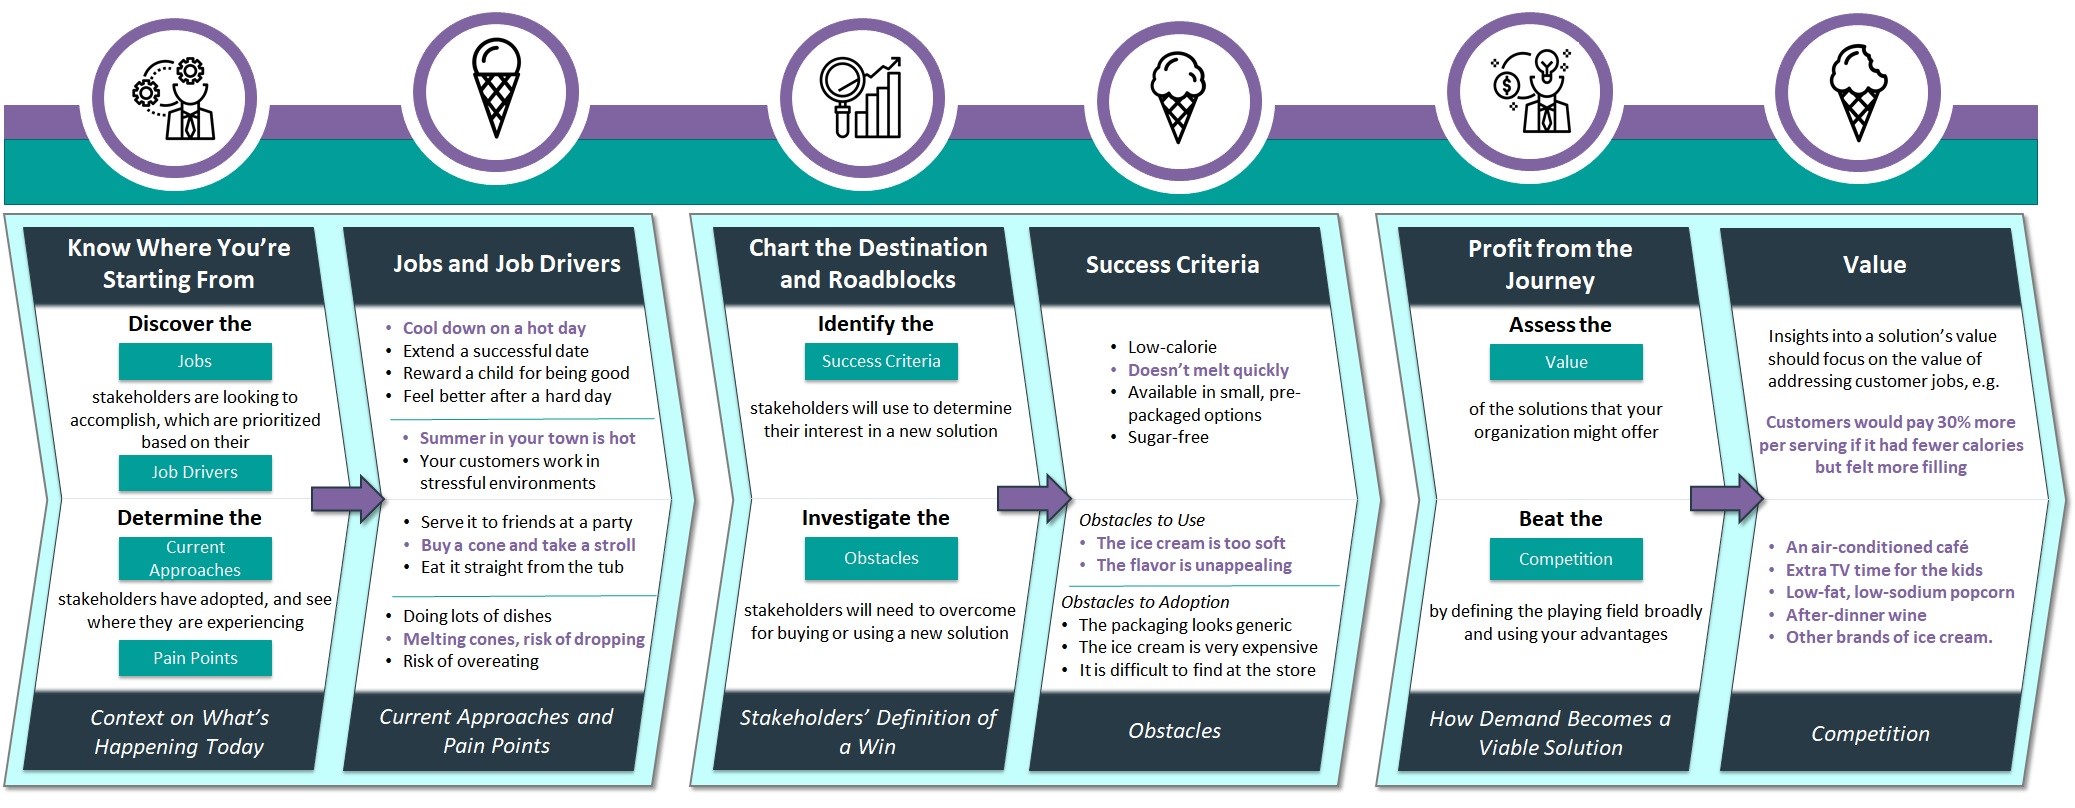 Know Where You're
Starting From
Discover the
Jobs
stakeholders are looking to
accomplish, which are prioritized
based on their
Job Drivers
Determine the
Current
Approaches
stakeholders have adopted, and see
where they are experiencing
Pain Points
Context on What's
Happening Today
Jobs and Job Drivers
• Cool down on a hot day
• Extend a successful date
• Reward a child for being good
• Feel better after a hard day
• Summer in your town is hot
• Your customers work in
stressful environments
• Serve it to friends at a party
• Buy a cone and take a stroll
• Eat it straight from the tub
• Doing lots of dishes
• Melting cones, risk of dropping
• Risk of overeating
Current Approaches and
Pain Points
Chart the Destination
and Roadblocks
Identify the
Success Criteria
stakeholders will use to determine
their interest in a new solution
Investigate the
Obstacles
stakeholders will need to overcome
for buying or using a new solution
Stakeholders' Definition of
a Win
Success Criteria
• Low-calorie
• Doesn't melt quickly
• Available in small, pre-
packaged options
• Sugar-free
Obstacles to Use
• The ice cream is too soft
• The flavor is unappealing
Obstacles to Adoption
• The packaging looks generic
• The ice cream is very expensive
• It is difficult to find at the store
Obstacles
Profit from the
Journey
Assess the
Value
of the solutions that your
organization might offer
Beat the
Competition
by defining the playing field broadly
and using your advantages
How Demand Becomes a
Viable Solution
Value
Insights into a solution's value
should focus on the value of
addressing customer jobs, e.g.
Customers would pay 30% more
per serving if it had fewer calories
but felt more filling
• An air-conditioned café
• Extra TV time for the kids
• Low-fat, low-sodium popcorn
• After-dinner wine
• Other brands of ice cream.
Competition